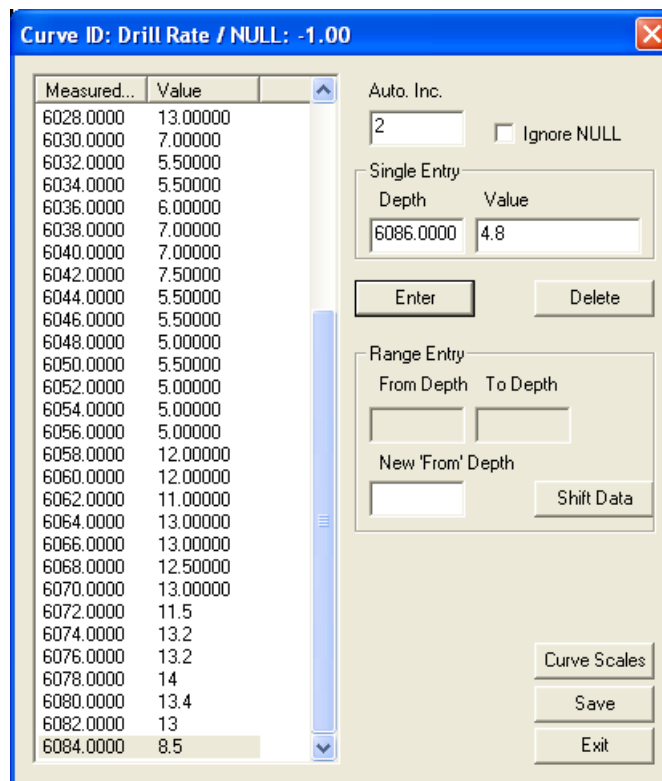 Curve ID: Drill Rate / NULL: -1.00
Measured... Value
6028.0000 13.00000
6030.0000 7.00000
6032.0000 5.50000
6034.0000 5.50000
6036.0000 6.00000
6038.0000 7.00000
6040.0000 7.00000
6042.0000 7.50000
6044.0000 5.50000
6046.0000 5.50000
6048.0000 5.00000
6050.0000 5.50000
6052.0000 5.00000
6054.0000 5.00000
6056.0000 5.00000
6058.0000 12.00000
6060.0000 12.00000
6062.0000 11.00000
6064.0000 13.00000
6066.0000 13.00000
6068.0000 12.50000
6070.0000 13.00000
6072.0000 11.5
6074.0000 13.2
6076.0000 13.2
6078.0000 14
6080.0000 13.4
6082.0000 13
6084.0000 8.5
Auto. Inc.
2
Ignore NULL
Single Entry
Depth Value
6086.0000 4.8
Enter Delete
Range Entry
From Depth To Depth
New 'From' Depth
Shift Data
Curve Scales
Save
Exit